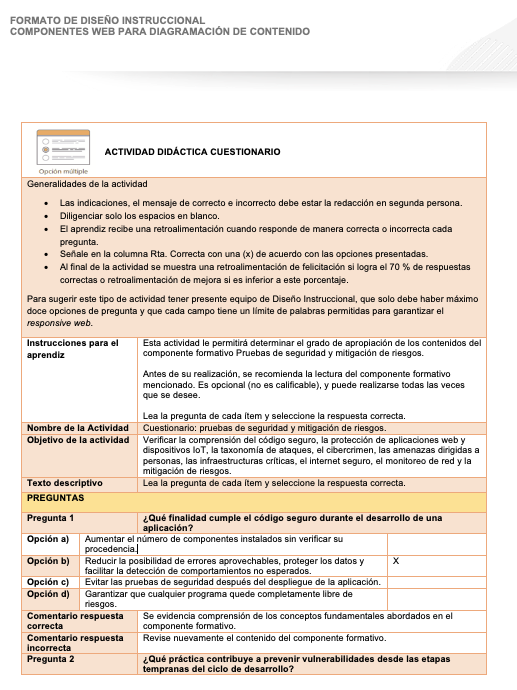 FORMATO DE DISEÑO INSTRUCCIONAL
COMPONENTES WEB PARA DIAGRAMACIÓN DE CONTENIDO
Opción múltiple
ACTIVIDAD DIDÁCTICA CUESTIONARIO
Generalidades de la actividad
• Las indicaciones, el mensaje de correcto e incorrecto debe estar la redacción en segunda persona.
• Diligenciar solo los espacios en blanco.
• El aprendiz recibe una retroalimentación cuando responde de manera correcta o incorrecta cada
pregunta.
• Señale en la columna Rta. Correcta con una (x) de acuerdo con las opciones presentadas.
• Al final de la actividad se muestra una retroalimentación de felicitación si logra el 70 % de respuestas
correctas o retroalimentación de mejora si es inferior a este porcentaje.
Para sugerir este tipo de actividad tener presente equipo de Diseño Instruccional, que solo debe haber máximo
doce opciones de pregunta y que cada campo tiene un límite de palabras permitidas para garantizar el
responsive web.
Instrucciones para el
aprendiz
Esta actividad le permitirá determinar el grado de apropiación de los contenidos del
componente formativo Pruebas de seguridad y mitigación de riesgos.
Antes de su realización, se recomienda la lectura del componente formativo
mencionado. Es opcional (no es calificable), y puede realizarse todas las veces
que se desee.
Lea la pregunta de cada ítem y seleccione la respuesta correcta.
Nombre de la Actividad
Cuestionario: pruebas de seguridad y mitigación de riesgos.
Objetivo de la actividad
Verificar la comprensión del código seguro, la protección de aplicaciones web y
dispositivos IoT, la taxonomía de ataques, el cibercrimen, las amenazas dirigidas a
personas, las infraestructuras críticas, el internet seguro, el monitoreo de red y la
mitigación de riesgos.
Texto descriptivo
Lea la pregunta de cada ítem y seleccione la respuesta correcta.
PREGUNTAS
Pregunta 1
¿Qué finalidad cumple el código seguro durante el desarrollo de una
aplicación?
Opción a)
Aumentar el número de componentes instalados sin verificar su
procedencia.
Opción b)
Reducir la posibilidad de errores aprovechables, proteger los datos y
facilitar la detección de comportamientos no esperados.
X
Opción c)
Evitar las pruebas de seguridad después del despliegue de la aplicación.
Opción d)
Garantizar que cualquier programa quede completamente libre de
riesgos.
Comentario respuesta
correcta
Se evidencia comprensión de los conceptos fundamentales abordados en el
componente formativo.
Comentario respuesta
incorrecta
Revise nuevamente el contenido del componente formativo.
Pregunta 2
¿Qué práctica contribuye a prevenir vulnerabilidades desde las etapas
tempranas del ciclo de desarrollo?